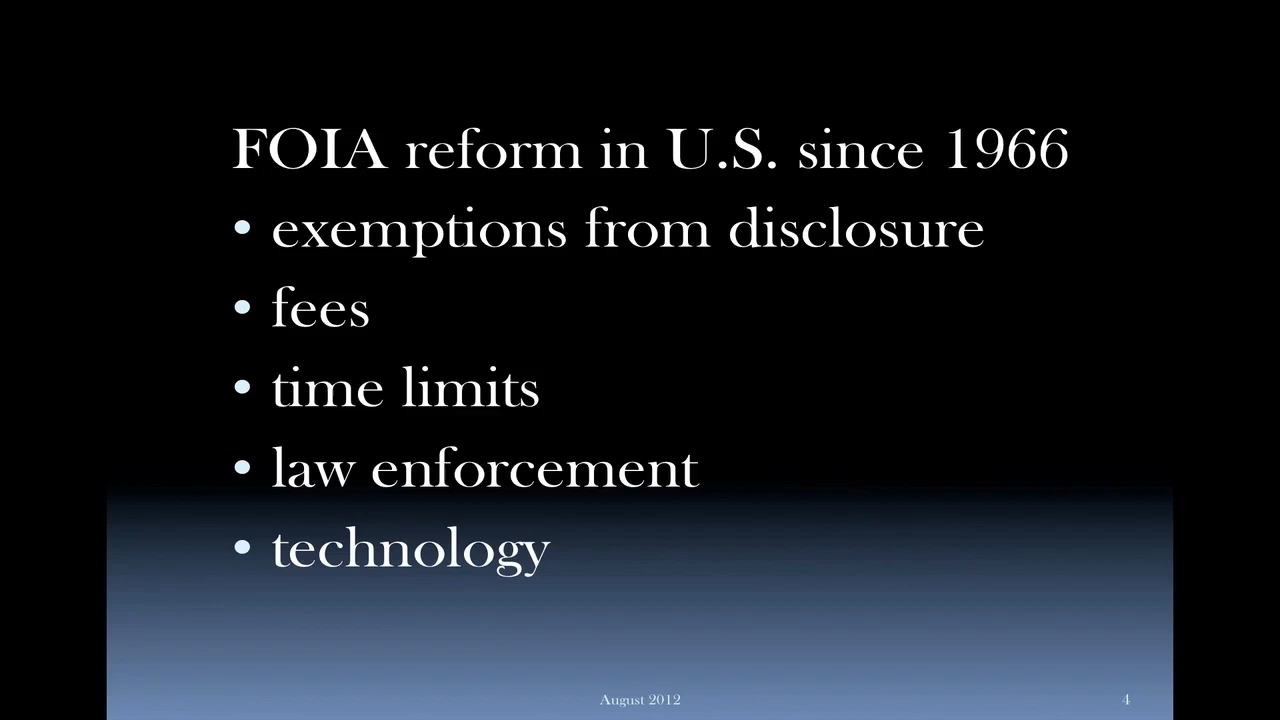 FOIA reform in U.S. since 1966
• exemptions from disclosure
• fees
• time limits
• law enforcement
• technology
August 2012
4